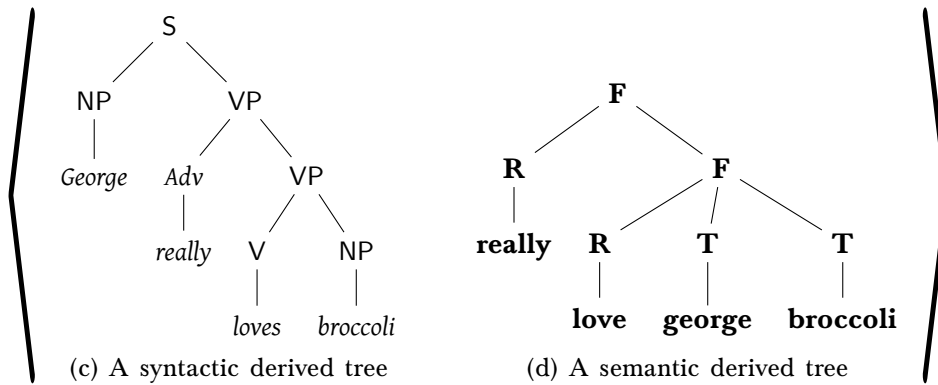 S
NP VP
F
George Adv VP
R F
really V NP
really R T T
loves broccoli
love george broccoli
(c) A syntactic derived tree
(d) A semantic derived tree